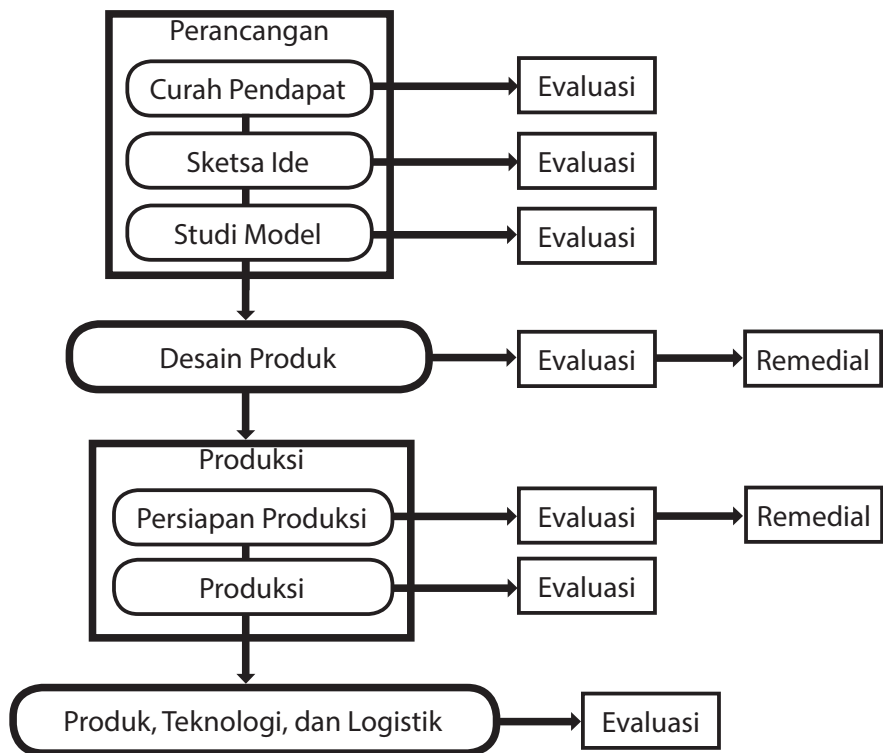 Perancangan
Curah Pendapat
Evaluasi
Sketsa Ide
Evaluasi
Studi Model
Evaluasi
Desain Produk
Evaluasi
Remedial
Produksi
Persiapan Produksi
Evaluasi
Remedial
Produksi
Evaluasi
Produk, Teknologi, dan Logistik
Evaluasi